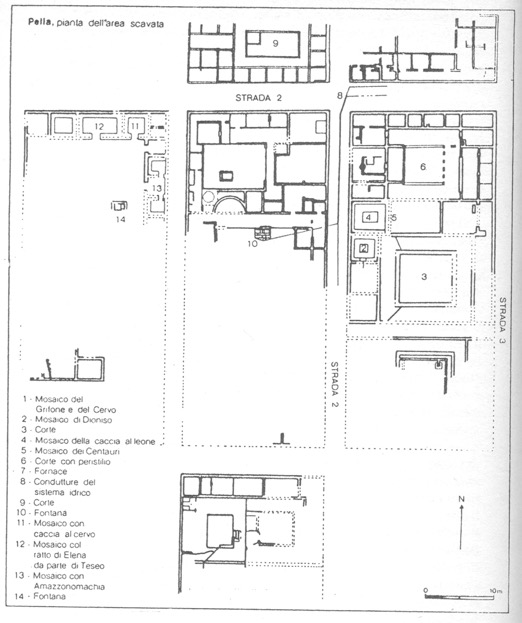 Pella, pianta dell'area scavata
9
STRADA 2
8
12
11
13
14
10
6
4
5
2
1
3
STRADA 3
STRADA 2
1 - Mosaico del
Grifone e del Cervo
2 - Mosaico di Dioniso
3 - Corte
4 - Mosaico della caccia al leone
5 - Mosaico dei Centauri
6 - Corte con peristilio
7 - Fornace
8 - Condutture del
sistema idrico
9 - Corte
10 - Fontana
11 - Mosaico con
caccia al cervo
12 - Mosaico col
ratto di Elena
da parte di Teseo
13 - Mosaico con
Amazzonomachia
14 - Fontana
N
0
10m